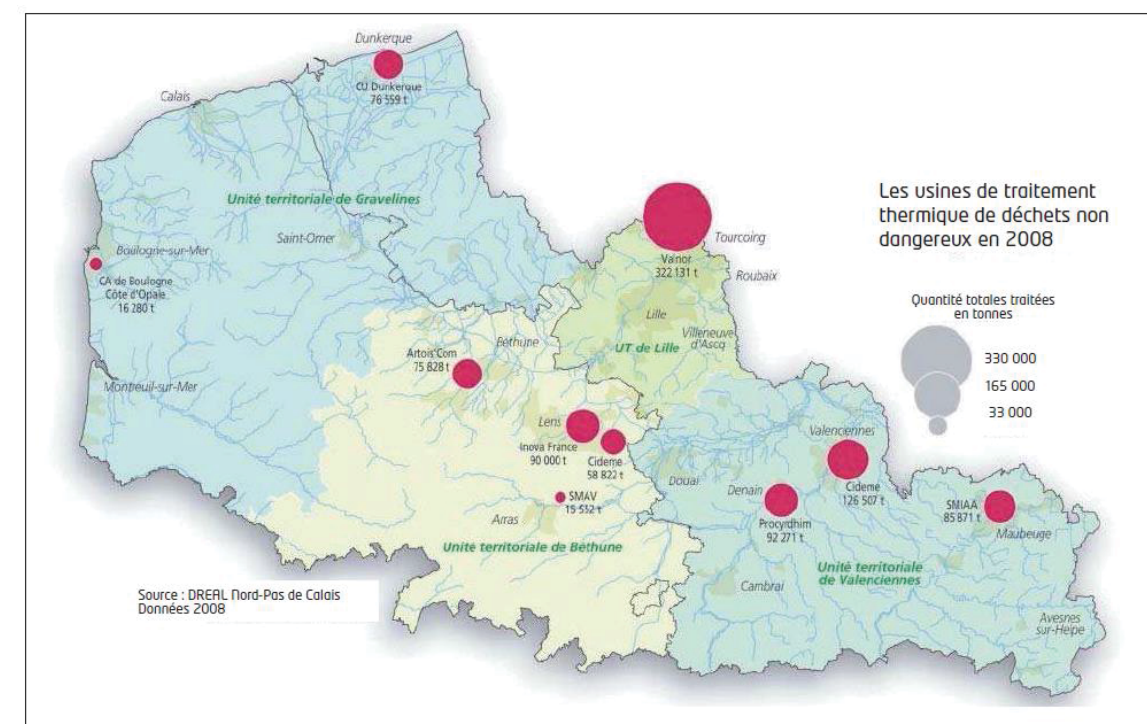 Dunkerque
CU Dunkerque
76 559 t
Calais
Unité territoriale de Gravelines
Saint-Omer
Boulogne-sur-Mer
CA de Boulogne
Côte d'Opale
16 280 t
Montreuil-sur-Mer
Tourcoing
Valnor
322 131 t
Roubaix
Lille
Villeneuve
d'Ascq
UT de Lille
Béthune
Artois Com
75 828 t
Lens
Inova France
90 000 t
Cideme
58 822 t
SMAV
Arras
Unité territoriale de Béthune
Douai
Denain
Valenciennes
Cideme
126 507 t
Procyrdhim
92 271 t
SMIAA
85 871 t
Maubeuge
Unité territoriale
de Valenciennes
Cambrai
Avesnes
sur-Helpe
Les usines de traitement
thermique de déchets non
dangereux en 2008
Quantité totales traitées
en tonnes
330 000
165 000
33 000
Source : DREAL Nord-Pas de Calais
Données 2008